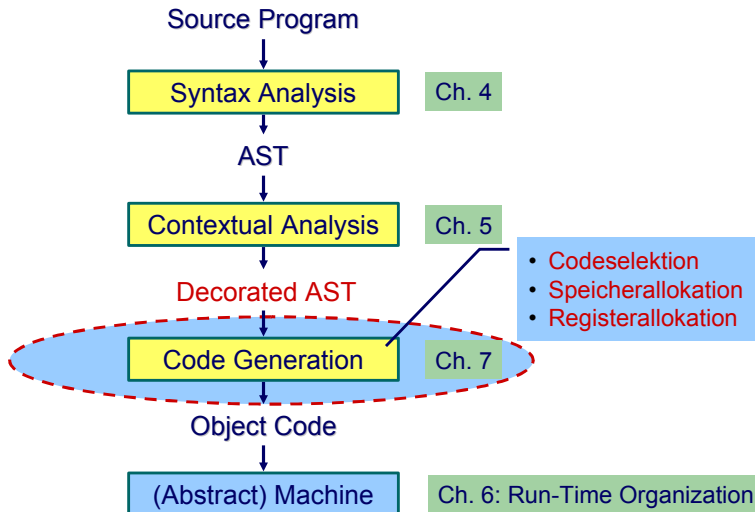 Source Program
Syntax Analysis
Ch. 4
AST
Contextual Analysis
Ch. 5
• Codeselektion
• Speicherallokation
• Registerallokation
Decorated AST
Code Generation
Ch. 7
Object Code
(Abstract) Machine
Ch. 6: Run-Time Organization